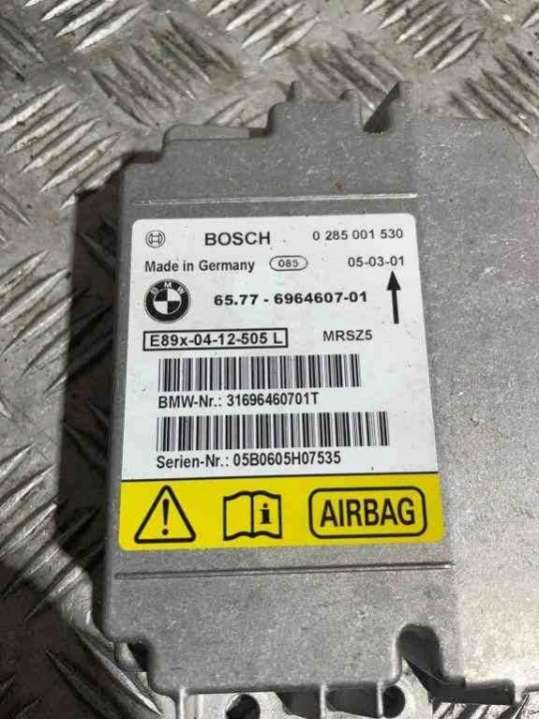 BOSCH 0 285 001 530
Made in Germany 085 05-03-01
BMW 65.77 - 6964607-01
E89x-04-12-505 L MRSZ5
BMW-Nr.: 31696460701T
Serien-Nr.: 05B0605H07535
AIRBAG